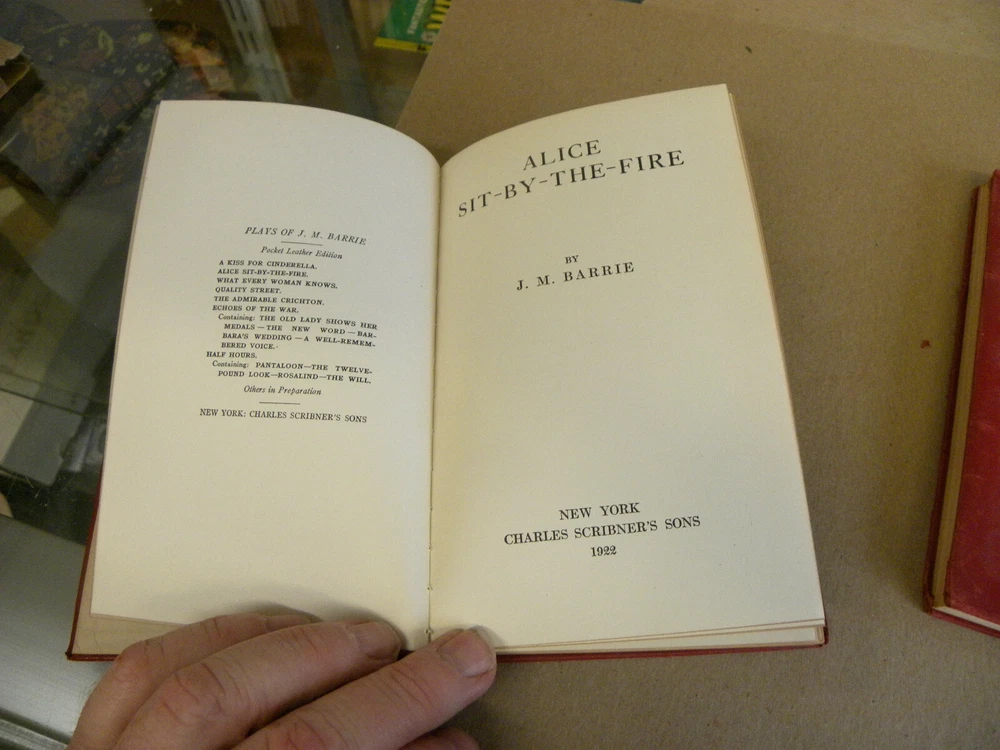 PLAYS OF J. M. BARRIE
Pocket Leather Edition
A KISS FOR CINDERELLA.
ALICE SIT-BY-THE-FIRE.
WHAT EVERY WOMAN KNOWS.
QUALITY STREET.
THE ADMIRABLE CRICHTON.
ECHOES OF THE WAR.
Containing: THE OLD LADY SHOWS HER
MEDALS—THE NEW WORD—BAR-
BARA'S WEDDING—A WELL-REMEM-
BERED VOICE.
HALF HOURS.
Containing: PANTALOON—THE TWELVE-
POUND LOOK—ROSALIND—THE WILL.
Others in Preparation
NEW YORK: CHARLES SCRIBNER'S SONS
ALICE
SIT-BY-THE-FIRE
BY
J. M. BARRIE
NEW YORK
CHARLES SCRIBNER'S SONS
1922